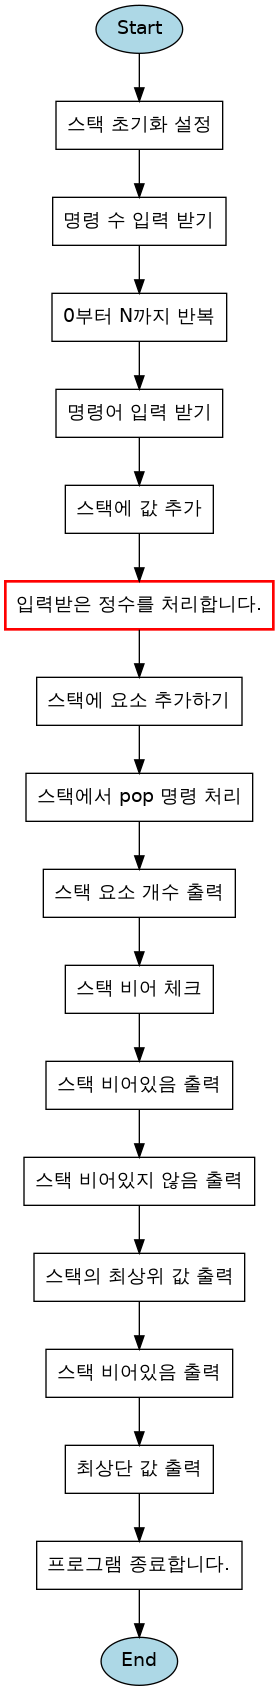 Start
스택 초기화 설정
명령 수 입력 받기
0부터 N까지 반복
명령어 입력 받기
스택에 값 추가
입력받은 정수를 처리합니다.
스택에 요소 추가하기
스택에서 pop 명령 처리
스택 요소 개수 출력
스택 비어 체크
스택 비어있음 출력
스택 비어있지 않음 출력
스택의 최상위 값 출력
스택 비어있음 출력
최상단 값 출력
프로그램 종료합니다.
End